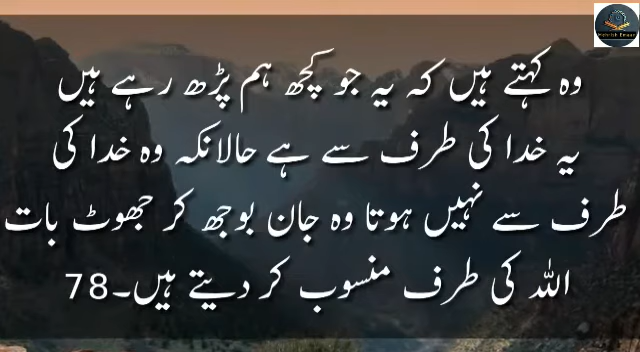 Mehrish Emaan
وہ کہتے ہیں کہ یہ جو کچھ ہم پڑھ رہے ہیں
یہ خدا کی طرف سے ہے حالانکہ وہ خدا کی
طرف سے نہیں ہوتا وہ جان بوجھ کر جھوٹ بات
اللہ کی طرف منسوب کر دیتے ہیں۔78